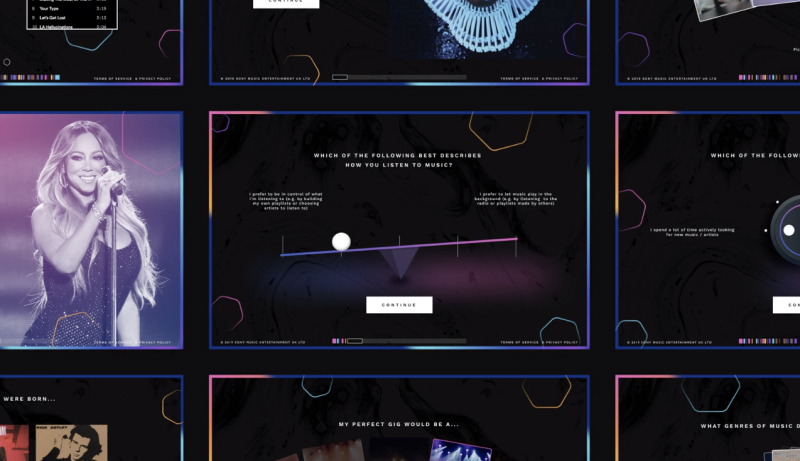 8 Your Type 3:19
9 Let's Get Lost 3:13
10 LA Hallucinations 3:04
TERMS OF SERVICE & PRIVACY POLICY
CONTINUE
© 2019 SONY MUSIC ENTERTAINMENT UK LTD
TERMS OF SERVICE & PRIVACY POLICY
© 2019 SONY MUSIC ENTERTAINMENT UK LTD
TERMS OF SERVICE & PRIVACY POLICY
WHICH OF THE FOLLOWING BEST DESCRIBES
HOW YOU LISTEN TO MUSIC?
I prefer to be in control of what
I'm listening to (e.g. by building
my own playlists or choosing
artists to listen to)
I prefer to let music play in the
background (e.g. by listening to the
radio or playlists made by others)
CONTINUE
© 2019 SONY MUSIC ENTERTAINMENT UK LTD
TERMS OF SERVICE & PRIVACY POLICY
WHICH OF THE FOLLOWI
I spend a lot of time actively looking
for new music / artists
CO
© 2019 SONY MUSIC ENTERTAINMENT UK LTD
WERE BORN...
RICK ASTLEY
MY PERFECT GIG WOULD BE A...
WHAT GENRES OF MUSIC D